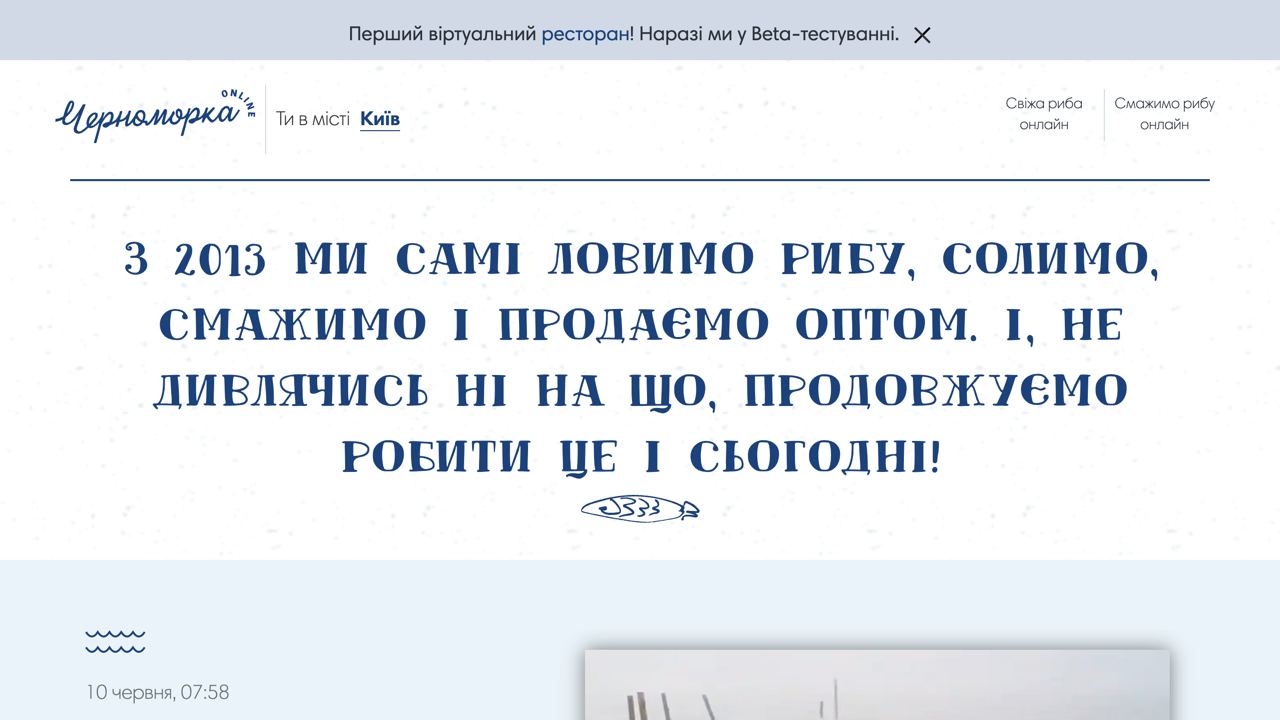 Перший віртуальний ресторан! Наразі ми у Beta-тестуванні.
Черноморка ONLINE
Ти в місті Київ
Свіжа риба
онлайн
Смажимо рибу
онлайн
З 2013 МИ САМІ ЛОВИМО РИБУ, СОЛИМО,
СМАЖИМО І ПРОДАЄМО ОПТОМ. І, НЕ
ДИВЛЯЧИСЬ НІ НА ЩО, ПРОДОВЖУЄМО
РОБИТИ ЦЕ І СЬОГОДНІ!
10 червня, 07:58